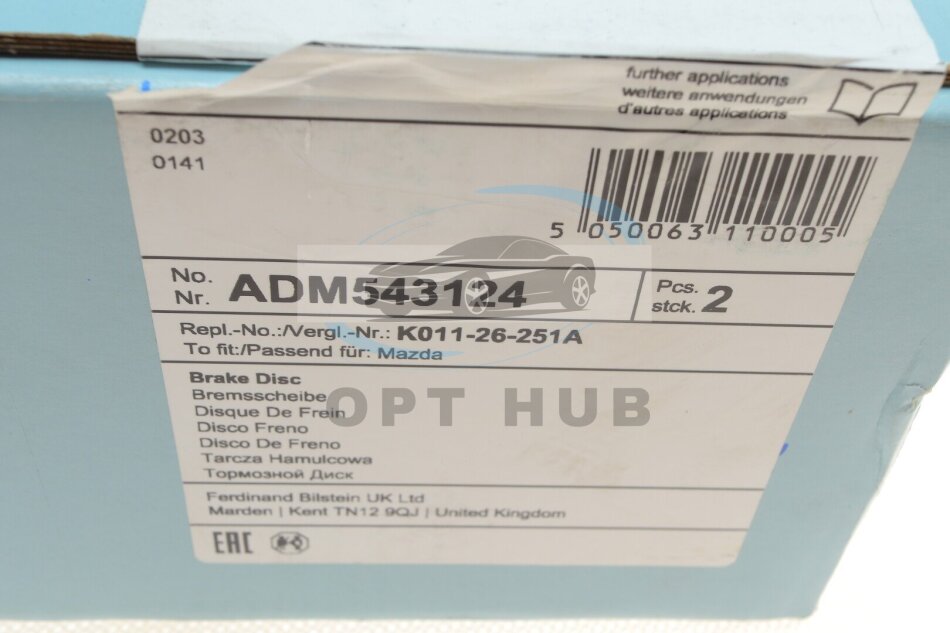 further applications
weitere anwendungen
d'autres applications
0203
0141
5 050063 110005
No.
Nr. ADM543124
Pcs.
stck. 2
Repl.-No.:/Vergl.-Nr.: K011-26-251A
To fit:/Passend für: Mazda
Brake Disc
Bremsscheibe
Disque De Frein
Disco Freno
Disco De Freno
Tarcza Hamulcowa
Тормозной Диск
OPT HUB
Ferdinand Bilstein UK Ltd
Marden | Kent TN12 9QJ | United Kingdom
EAC